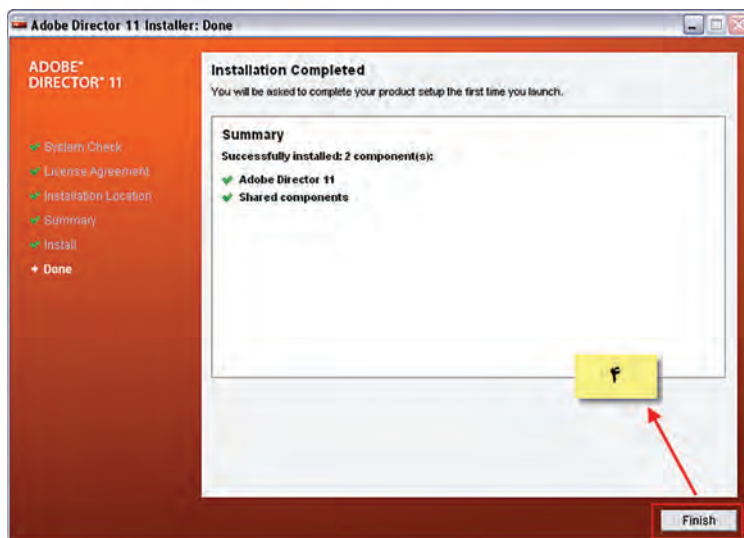 Adobe Director 11 Installer: Done
ADOBE®
DIRECTOR® 11
System Check
License Agreement
Installation Location
Summary
Install
Done
Installation Completed
You will be asked to complete your product setup the first time you launch.
Summary
Successfully installed: 2 component(s):
Adobe Director 11
Shared components
۴
Finish